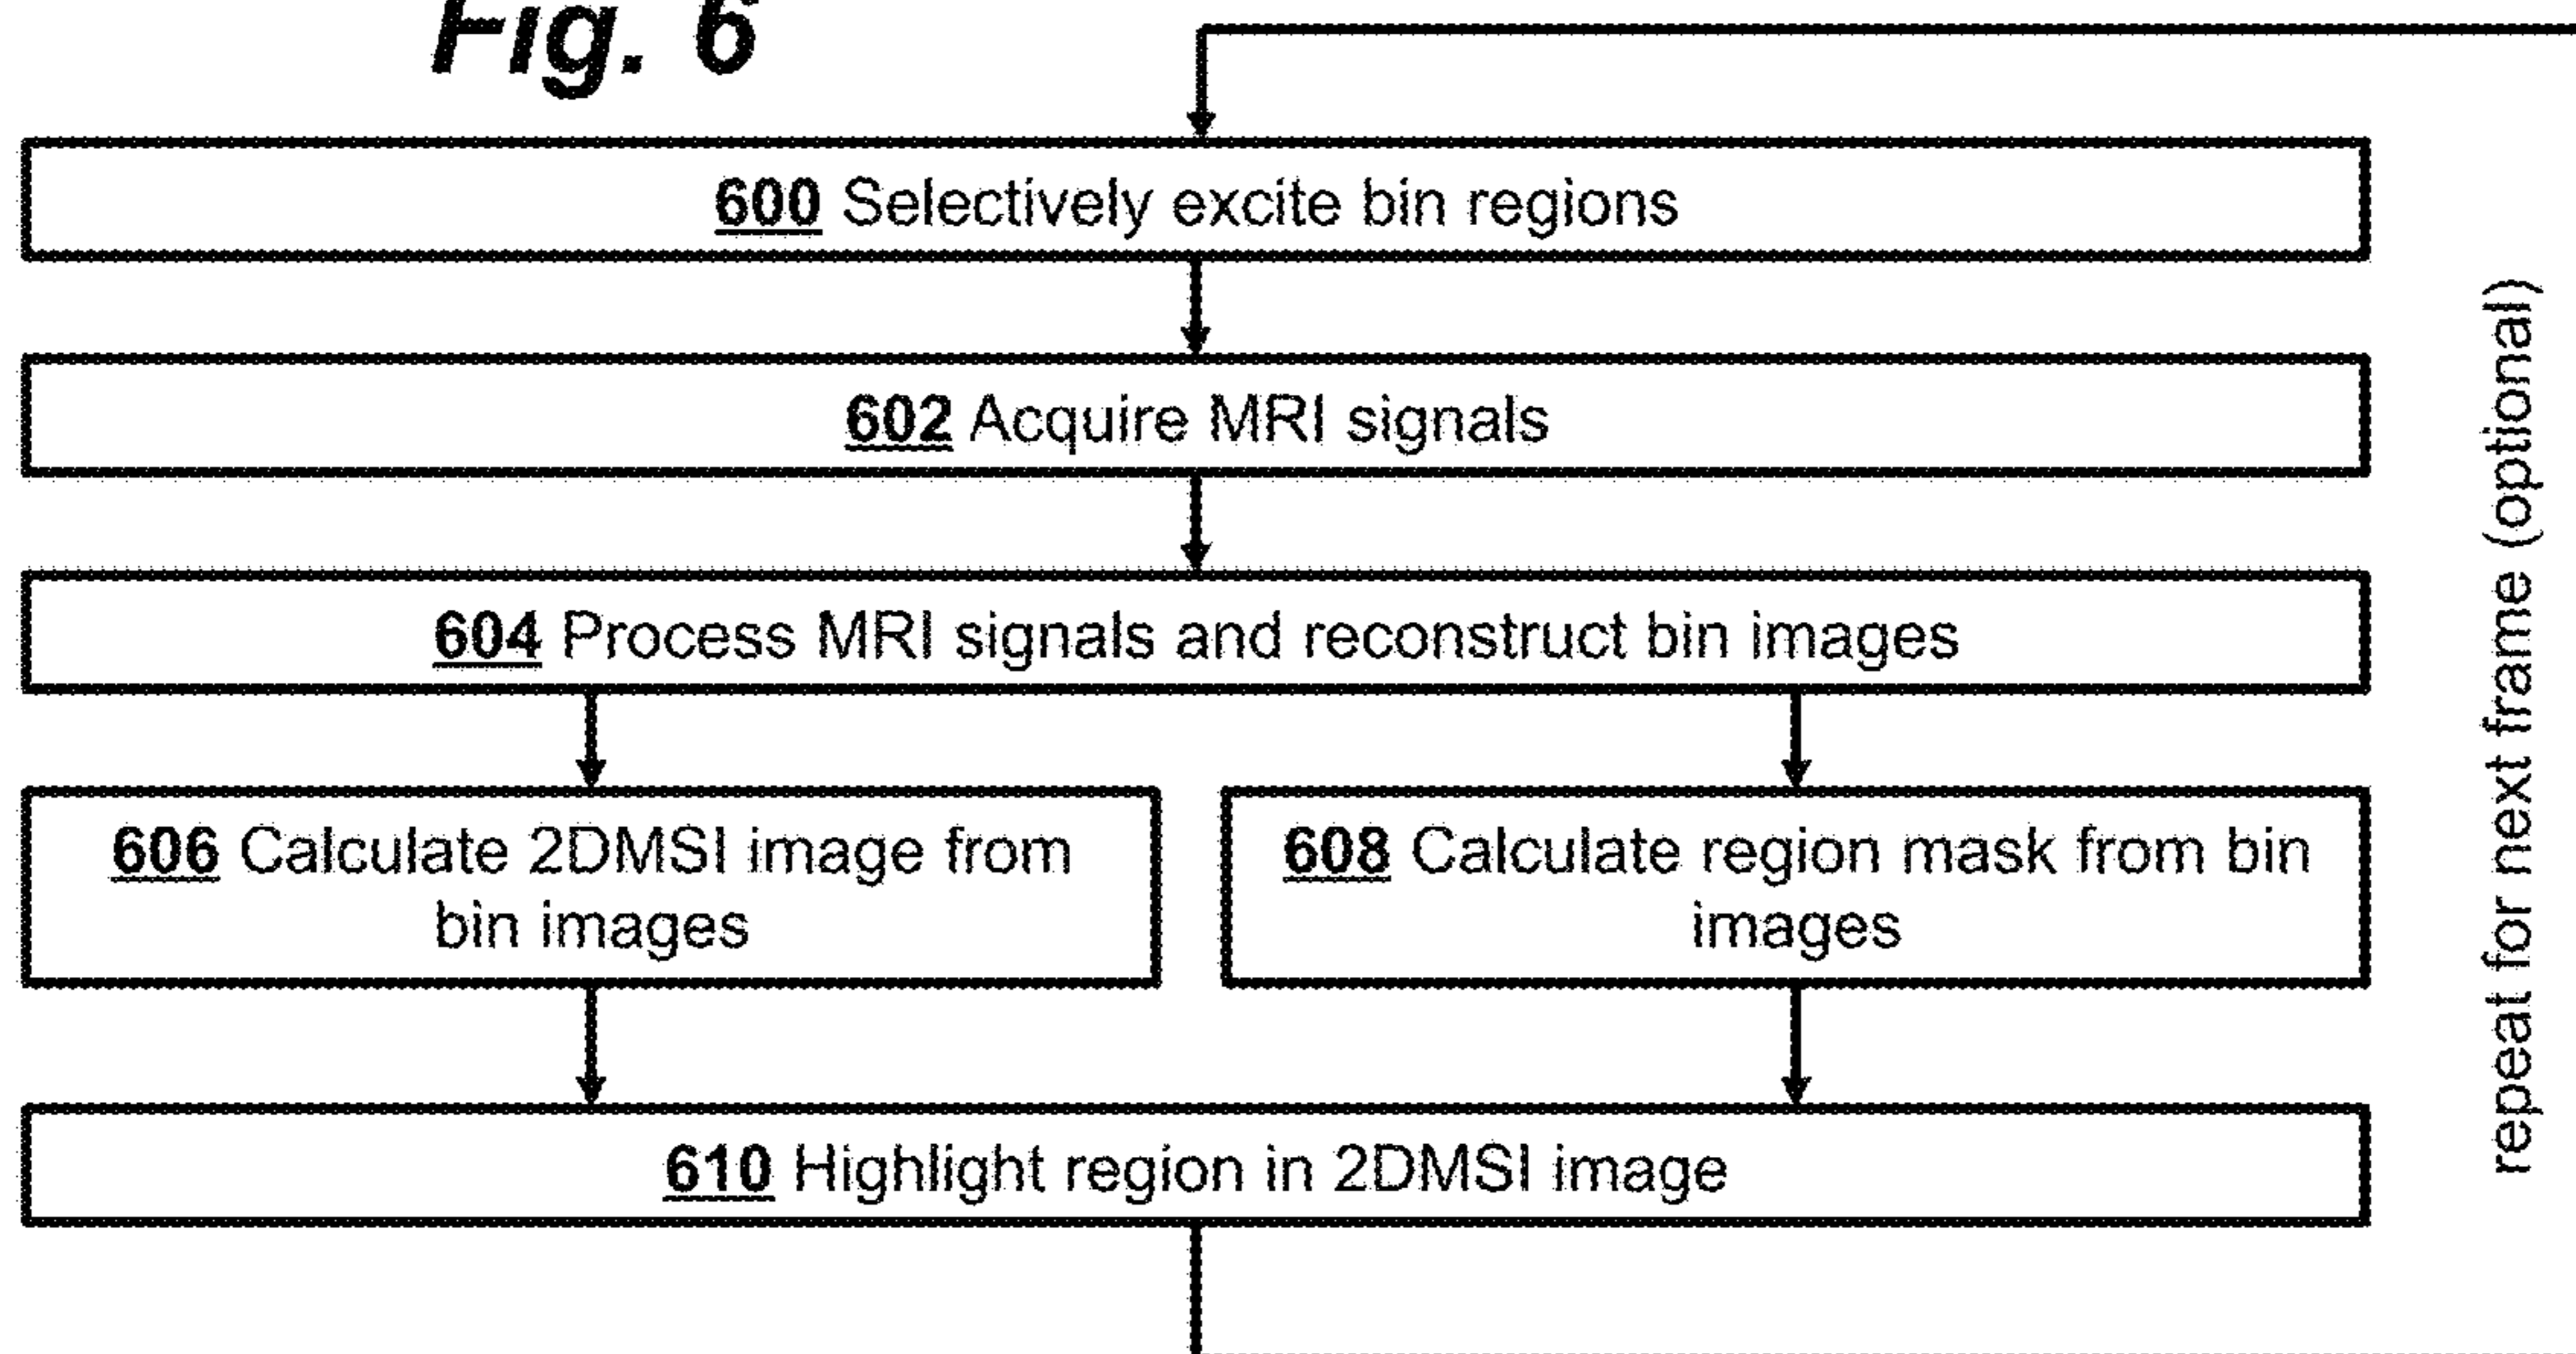 Fig. 6
600 Selectively excite bin regions
602 Acquire MRI signals
604 Process MRI signals and reconstruct bin images
606 Calculate 2DMSI image from
bin images
608 Calculate region mask from bin
images
610 Highlight region in 2DMSI image
repeat for next frame (optional)